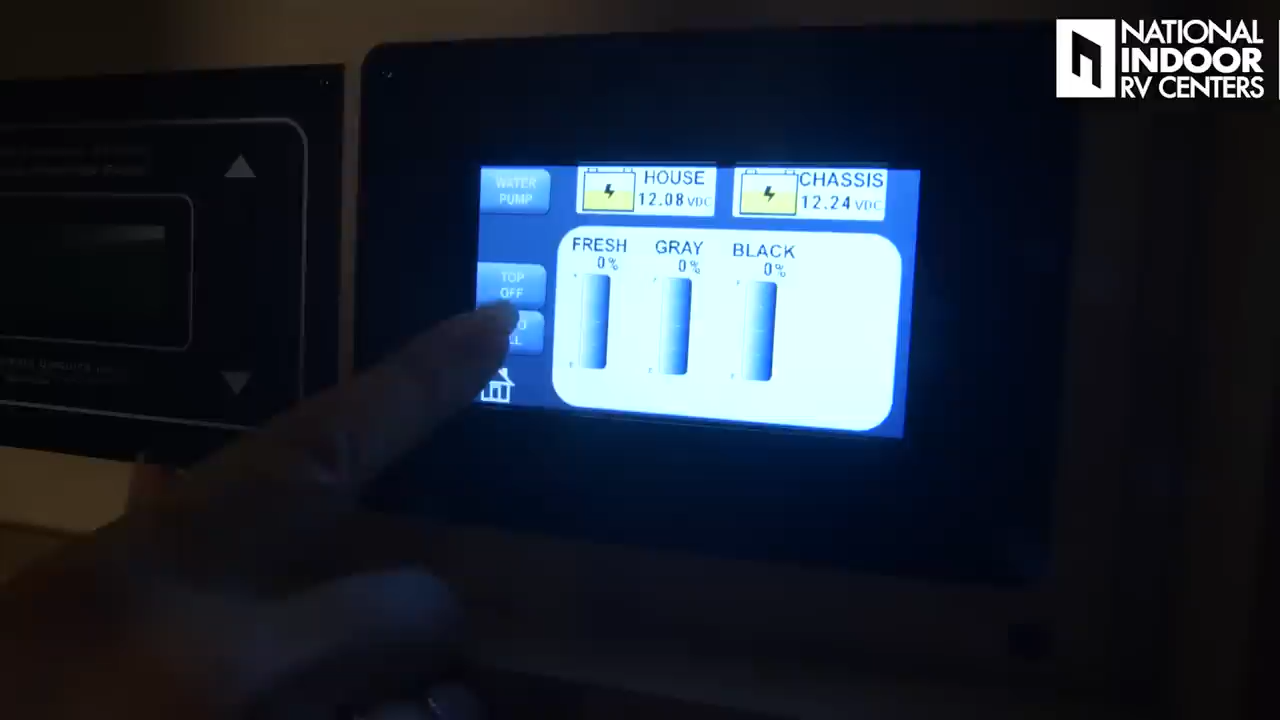 NATIONAL
INDOOR
RV CENTERS
WATER
PUMP
HOUSE
12.08 VDC
CHASSIS
12.24 VDC
FRESH
0%
GRAY
0%
BLACK
0%
TOP
OFF